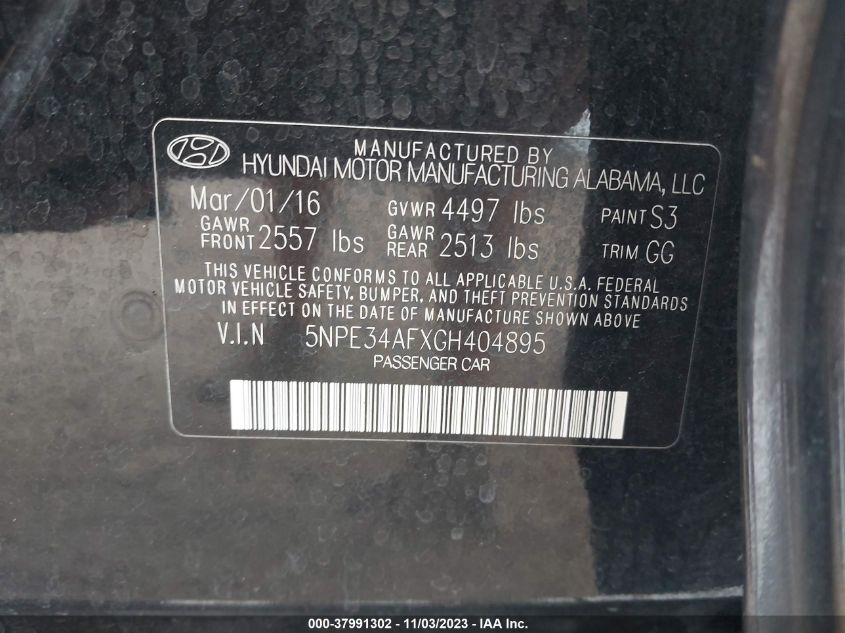 MANUFACTURED BY
HYUNDAI MOTOR MANUFACTURING ALABAMA, LLC
Mar/01/16 GVWR 4497 lbs PAINT S3
GAWR FRONT 2557 lbs GAWR REAR 2513 lbs TRIM GG
THIS VEHICLE CONFORMS TO ALL APPLICABLE U.S.A. FEDERAL
MOTOR VEHICLE SAFETY, BUMPER, AND THEFT PREVENTION STANDARDS
IN EFFECT ON THE DATE OF MANUFACTURE SHOWN ABOVE
V.I.N 5NPE34AFXGH404895
PASSENGER CAR
000-37991302 - 11/03/2023 - IAA Inc.